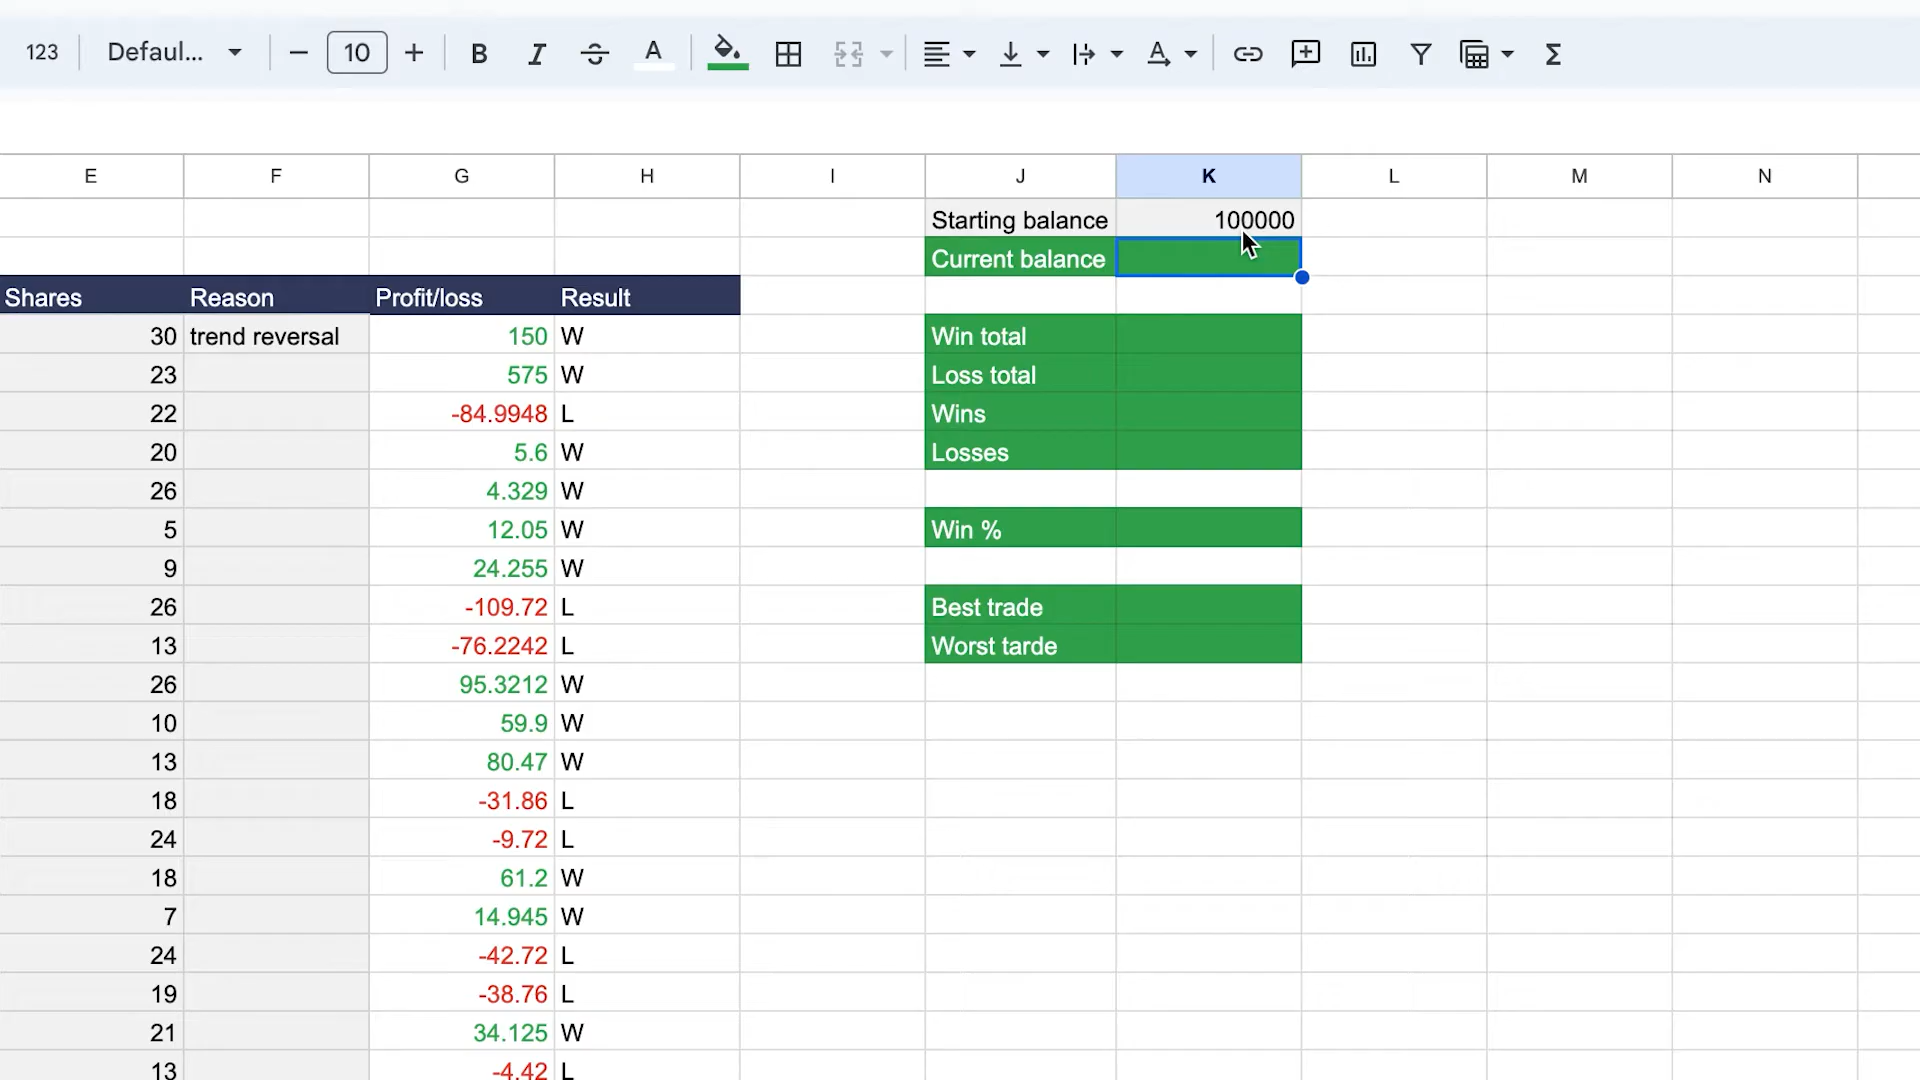 123 Defaul... 10 B I A A
E F G H I J K L M N
Starting balance 100000
Current balance
Shares Reason Profit/loss Result
30 trend reversal 150 W Win total
23 575 W Loss total
22 -84.9948 L Wins
20 5.6 W Losses
26 4.329 W
5 12.05 W Win %
9 24.255 W
26 -109.72 L Best trade
13 -76.2242 L Worst tarde
26 95.3212 W
10 59.9 W
13 80.47 W
18 -31.86 L
24 -9.72 L
18 61.2 W
7 14.945 W
24 -42.72 L
19 -38.76 L
21 34.125 W
13 -4.42 L